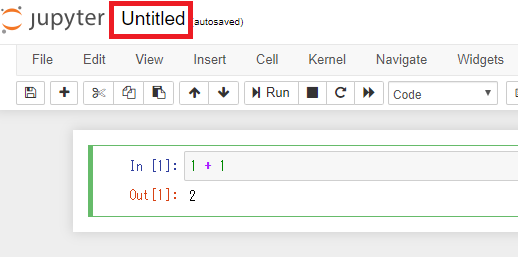 jupyter Untitled (autosaved)
File Edit View Insert Cell Kernel Navigate Widgets
Run Code
In [1]: 1 + 1
Out[1]: 2